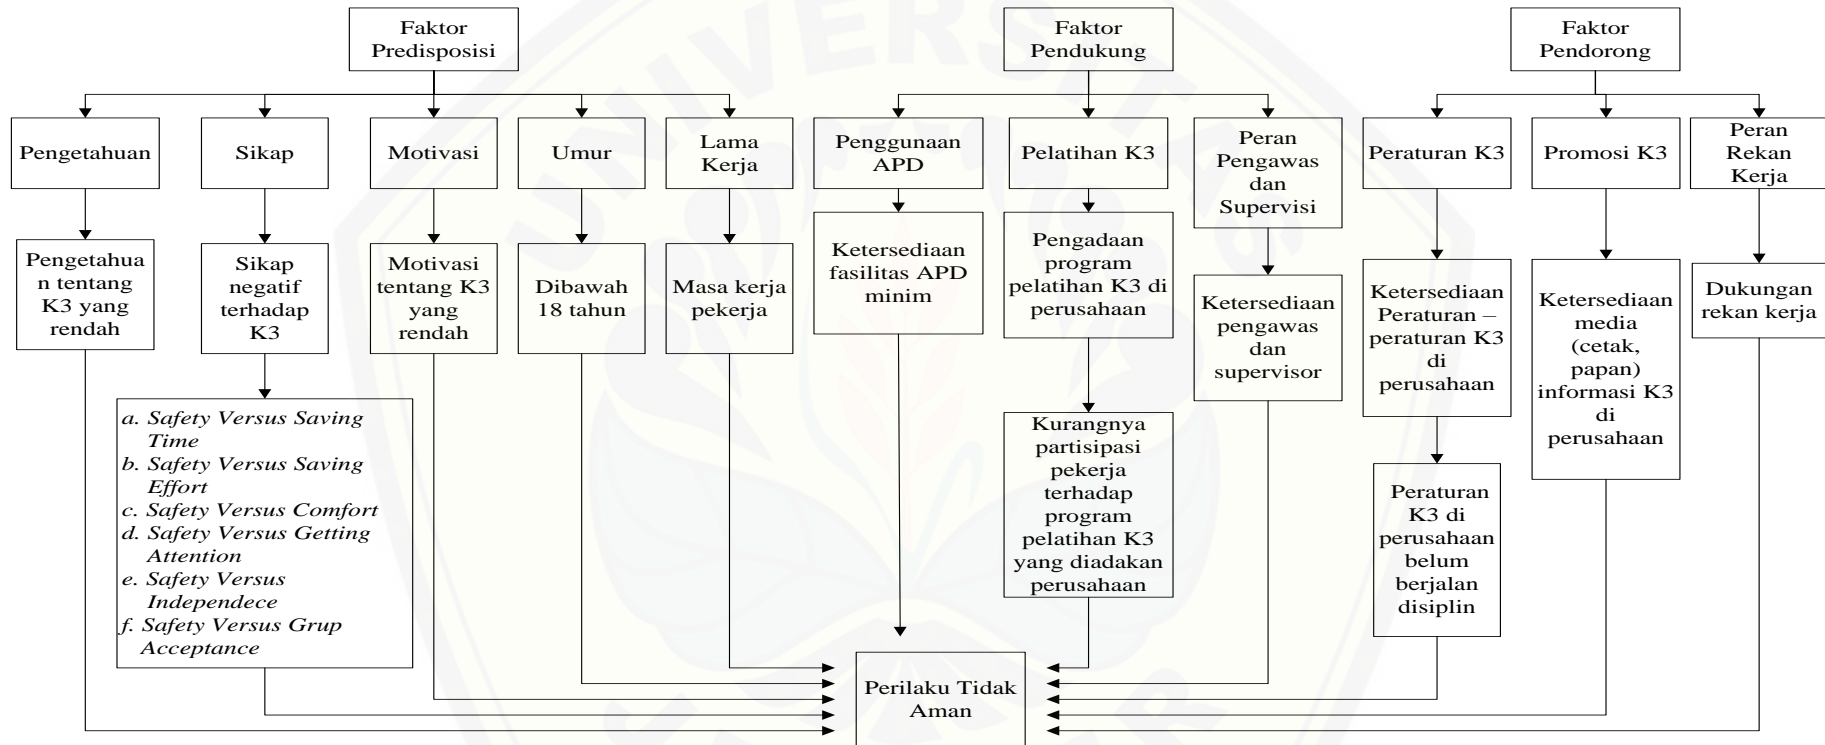 Faktor
Predisposisi
Faktor
Pendukung
Faktor
Pendorong
Pengetahuan
Sikap
Motivasi
Umur
Lama
Kerja
Penggunaan
APD
Pelatihan K3
Peran
Pengawas
dan
Supervisi
Peraturan K3
Promosi K3
Peran
Rekan
Kerja
Pengetahua
n tentang
K3 yang
rendah
Sikap
negatif
terhadap
K3
Motivasi
tentang K3
yang
rendah
Dibawah
18 tahun
Masa kerja
pekerja
Ketersediaan
fasilitas APD
minim
Pengadaan
program
pelatihan K3 di
perusahaan
Ketersediaan
pengawas
dan
supervisor
Ketersediaan
Peraturan –
peraturan K3
di
perusahaan
Ketersediaan
media
(cetak,
papan)
informasi K3
di
perusahaan
Dukungan
rekan kerja
a. Safety Versus Saving
Time
b. Safety Versus Saving
Effort
c. Safety Versus Comfort
d. Safety Versus Getting
Attention
e. Safety Versus
Independece
f. Safety Versus Grup
Acceptance
Kurangnya
partisipasi
pekerja
terhadap
program
pelatihan K3
yang diadakan
perusahaan
Peraturan
K3 di
perusahaan
belum
berjalan
disiplin
Perilaku Tidak
Aman
UNIVERSITAS